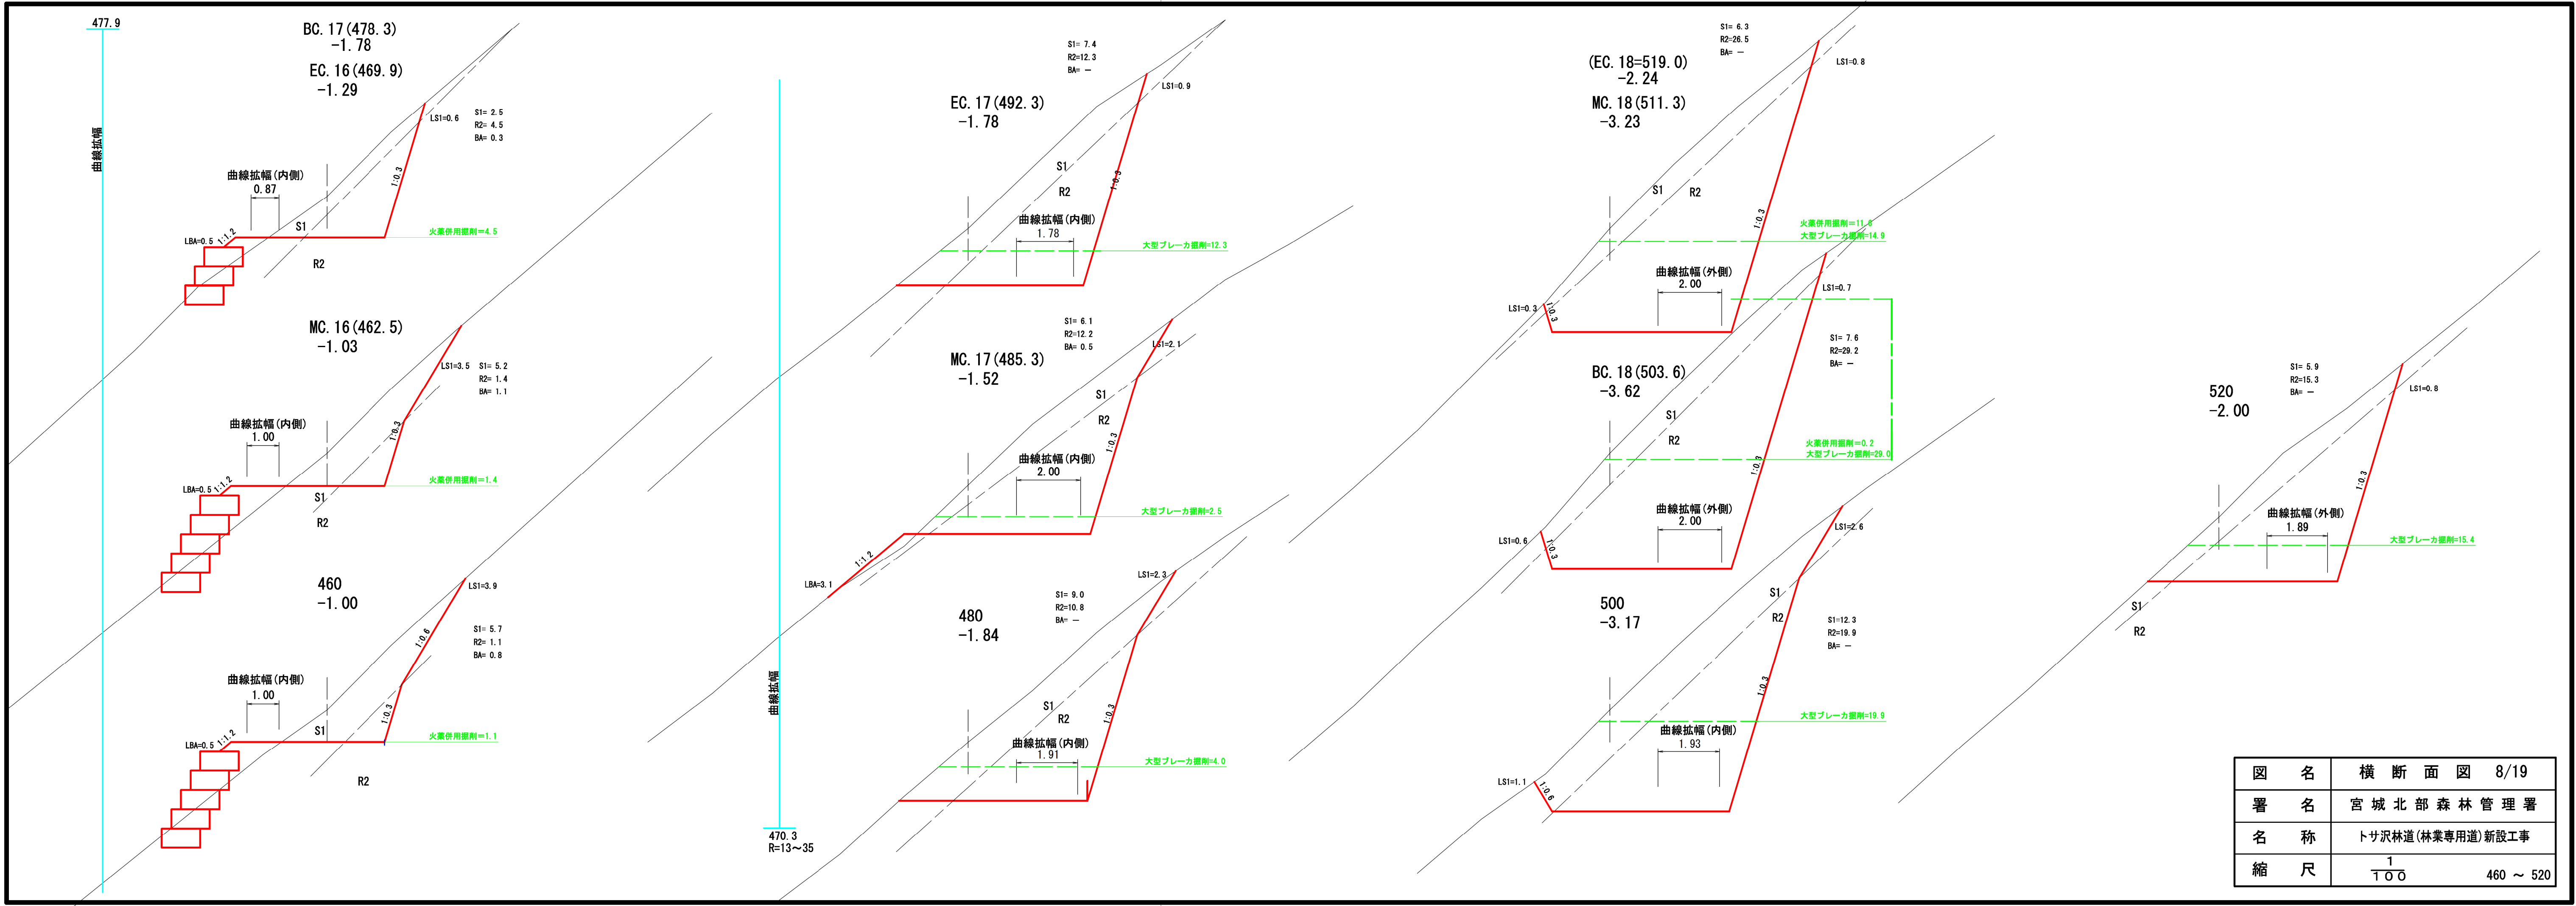 477.9
曲線拡幅
BC.17(478.3)
-1.78
EC.16(469.9)
-1.29
LS1=0.6
S1= 2.5
R2= 4.5
BA= 0.3
1:0.3
曲線拡幅(内側)
0.87
S1
LBA=0.5
1:1.2
火薬併用掘削=4.5
R2
MC.16(462.5)
-1.03
LS1=3.5
S1= 5.2
R2= 1.4
BA= 1.1
曲線拡幅(内側)
1.00
1:0.3
LBA=0.5
1:1.2
火薬併用掘削=1.4
S1
R2
460
-1.00
LS1=3.9
1:0.6
S1= 5.7
R2= 1.1
BA= 0.8
曲線拡幅(内側)
1.00
1:0.3
LBA=0.5
1:1.2
S1
火薬併用掘削=1.1
R2
S1= 7.4
R2=12.3
BA= －
LS1=0.9
EC.17(492.3)
-1.78
S1
R2
1:0.3
曲線拡幅(内側)
1.78
大型ブレーカ掘削=12.3
S1= 6.1
R2=12.2
BA= 0.5
LS1=2.1
MC.17(485.3)
-1.52
S1
R2
1:0.3
曲線拡幅(内側)
2.00
大型ブレーカ掘削=2.5
1:1.2
LBA=3.1
LS1=2.3
S1= 9.0
R2=10.8
BA= －
480
-1.84
S1
R2
1:0.3
曲線拡幅(内側)
1.91
大型ブレーカ掘削=4.0
曲線拡幅
470.3
R=13～35
S1= 6.3
R2=26.5
BA= －
LS1=0.8
(EC.18=519.0)
-2.24
MC.18(511.3)
-3.23
S1
R2
1:0.3
火薬併用掘削=11.6
大型ブレーカ掘削=14.9
曲線拡幅(外側)
2.00
LS1=0.3
1:0.3
LS1=0.7
S1= 7.6
R2=29.2
BA= －
BC.18(503.6)
-3.62
S1
R2
1:0.3
火薬併用掘削=0.2
大型ブレーカ掘削=29.0
曲線拡幅(外側)
2.00
LS1=0.6
1:0.3
LS1=2.6
500
-3.17
S1
R2
S1=12.3
R2=19.9
BA= －
1:0.3
大型ブレーカ掘削=19.9
曲線拡幅(内側)
1.93
LS1=1.1
1:0.6
S1= 5.9
R2=15.3
BA= －
LS1=0.8
520
-2.00
1:0.3
曲線拡幅(外側)
1.89
大型ブレーカ掘削=15.4
S1
R2
図 名 横 断 面 図 8/19
署 名 宮城北部森林管理署
名 称 トサ沢林道(林業専用道)新設工事
縮 尺 1/100 460 ～ 520